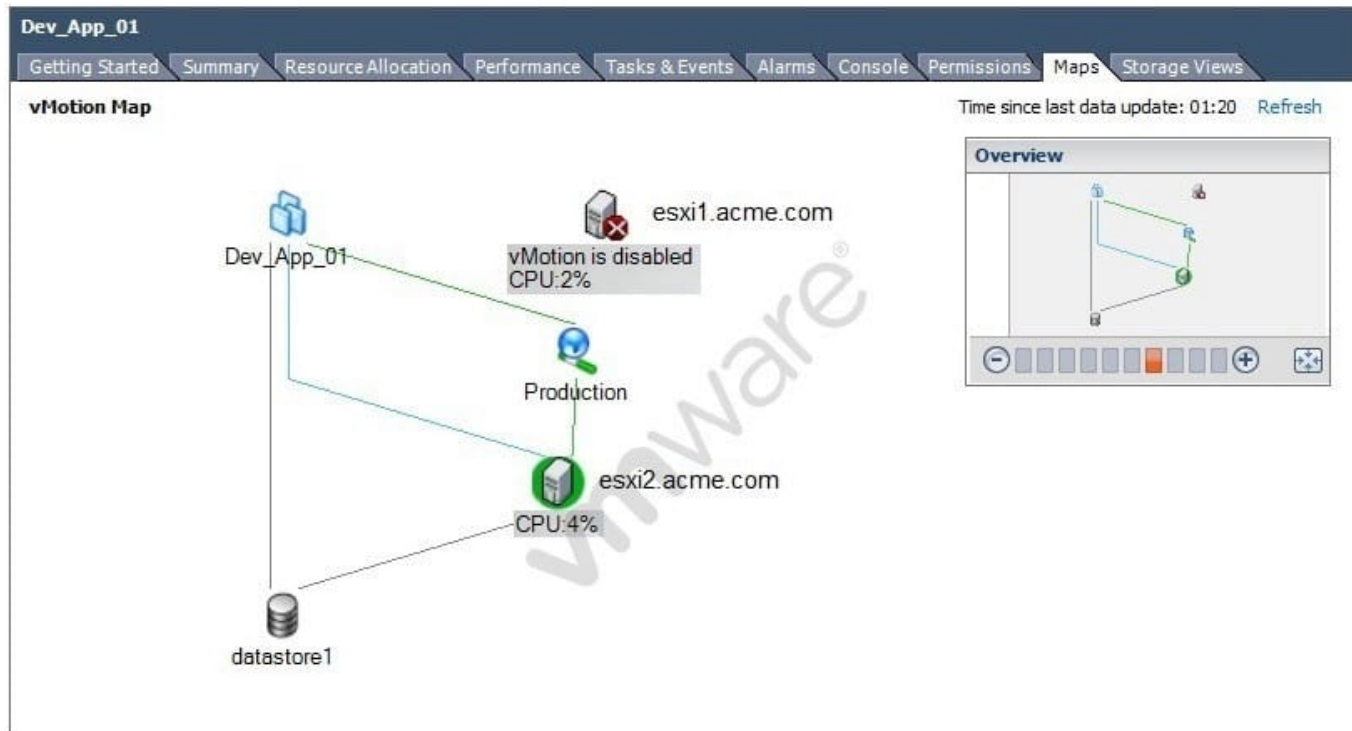 Dev_App_01
Getting Started Summary Resource Allocation Performance Tasks & Events Alarms Console Permissions Maps Storage Views
vMotion Map
Time since last data update: 01:20 Refresh
Overview
esxi1.acme.com
Dev_App_01
vMotion is disabled
CPU:2%
Production
esxi2.acme.com
CPU:4%
datastore1
vmware®